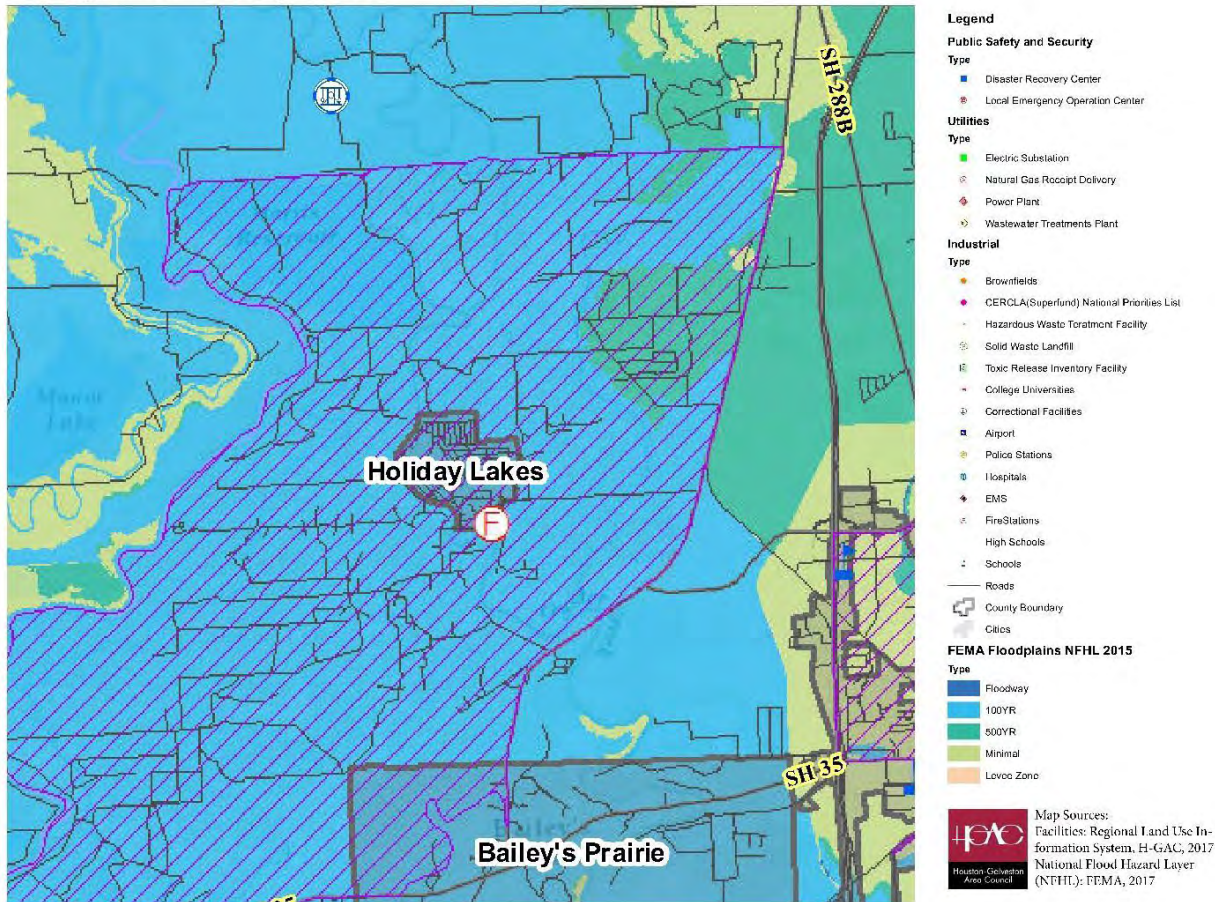 SH 288B
Manor
Lake
Holiday Lakes
F
SH 35
Bailey's
Bailey's Prairie
Legend
Public Safety and Security
Type
Disaster Recovery Center
Local Emergency Operation Center
Utilities
Type
Electric Substation
Natural Gas Receipt Delivery
Power Plant
Wastewater Treatments Plant
Industrial
Type
Brownfields
CERCLA(Superfund) National Priorities List
Hazardous Waste Toratment Facility
Solid Waste Landfill
Toxic Release Inventory Facility
College Universities
Correctional Facilities
Airport
Police Stations
Hospitals
EMS
FireStations
High Schools
Schools
Roads
County Boundary
Cities
FEMA Floodplains NFHL 2015
Type
Floodway
100YR
500YR
Minimal
Levee Zone
H-GAC
Houston-Galveston
Area Council
Map Sources:
Facilities: Regional Land Use In-
formation System, H-GAC, 2017
National Flood Hazard Layer
(NFHL): FEMA, 2017